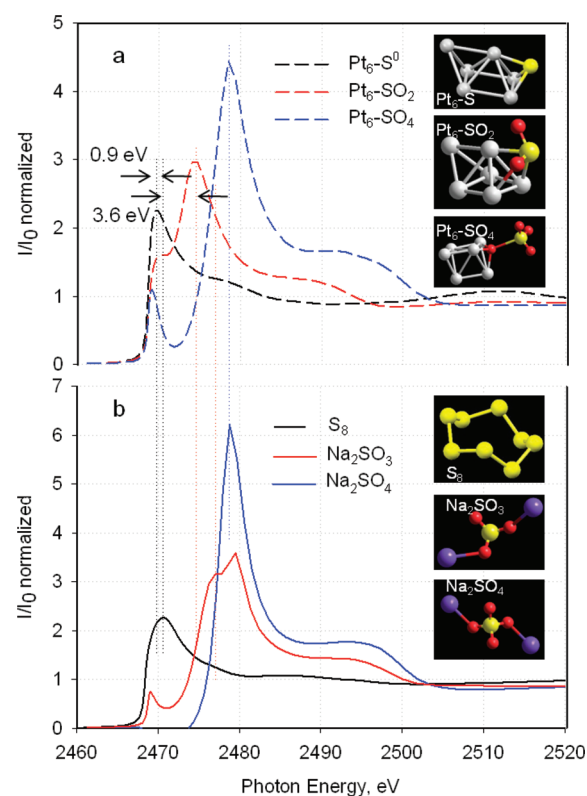 a
I/I0 normalized
5
4
3
2
1
0
Pt6-S0
Pt6-SO2
Pt6-SO4
0.9 eV
3.6 eV
Pt6-S
Pt6-SO2
Pt6-SO4
b
I/I0 normalized
7
6
5
4
3
2
1
0
S8
Na2SO3
Na2SO4
S8
Na2SO3
Na2SO4
2460 2470 2480 2490 2500 2510 2520
Photon Energy, eV